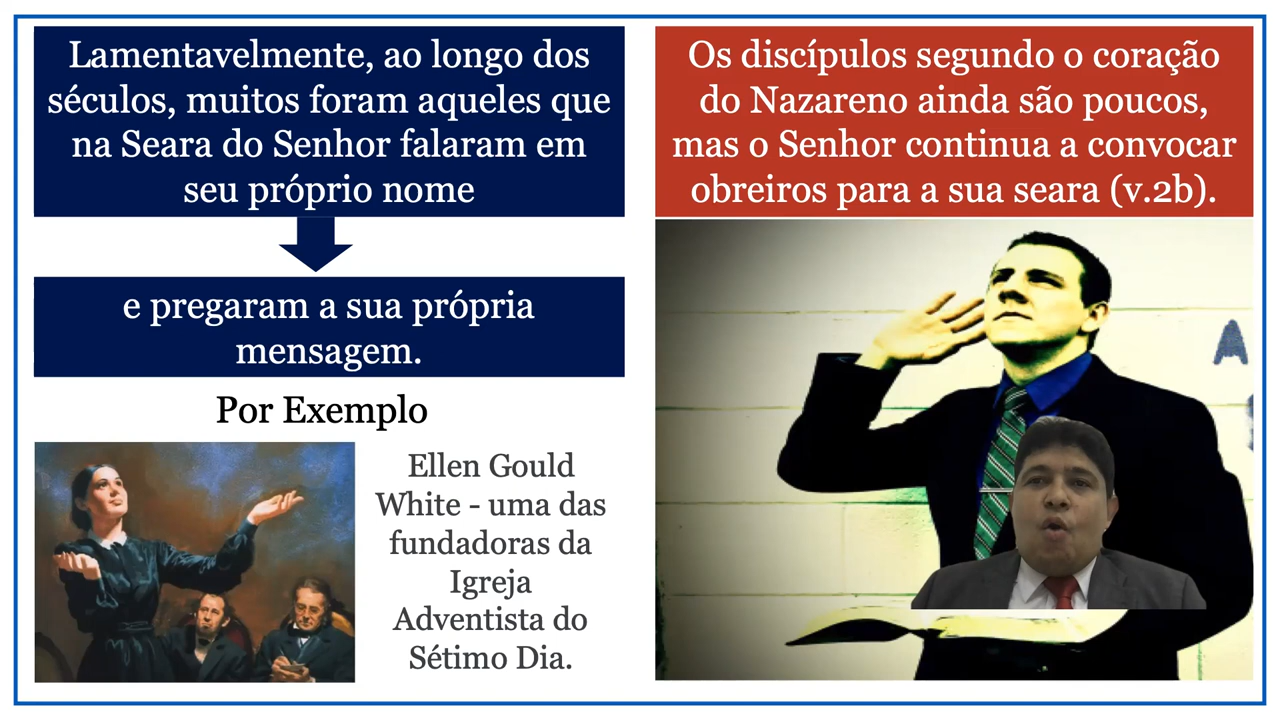 Lamentavelmente, ao longo dos
séculos, muitos foram aqueles que
na Seara do Senhor falaram em
seu próprio nome
e pregaram a sua própria
mensagem.
Por Exemplo
Ellen Gould
White - uma das
fundadoras da
Igreja
Adventista do
Sétimo Dia.
Os discípulos segundo o coração
do Nazareno ainda são poucos,
mas o Senhor continua a convocar
obreiros para a sua seara (v.2b).
A